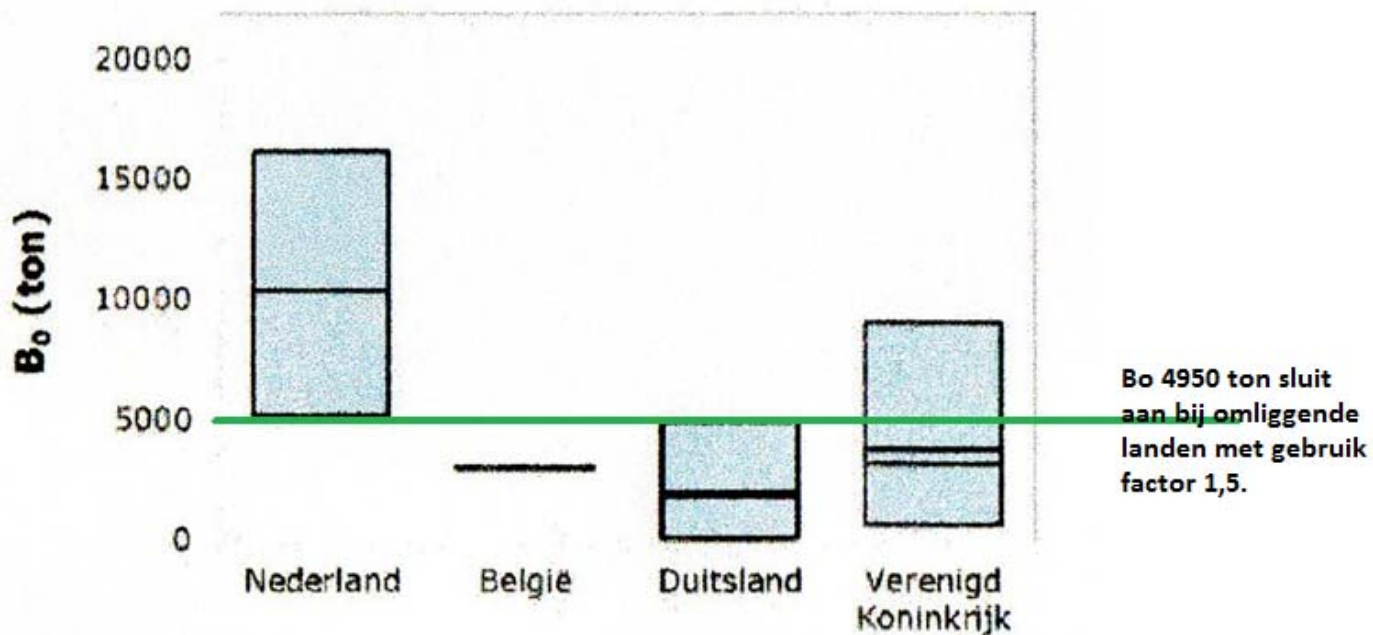 B₀ (ton)
20000
15000
10000
5000
0
Nederland
België
Duitsland
Verenigd
Koninkrijk
Bo 4950 ton sluit
aan bij omliggende
landen met gebruik
factor 1,5.